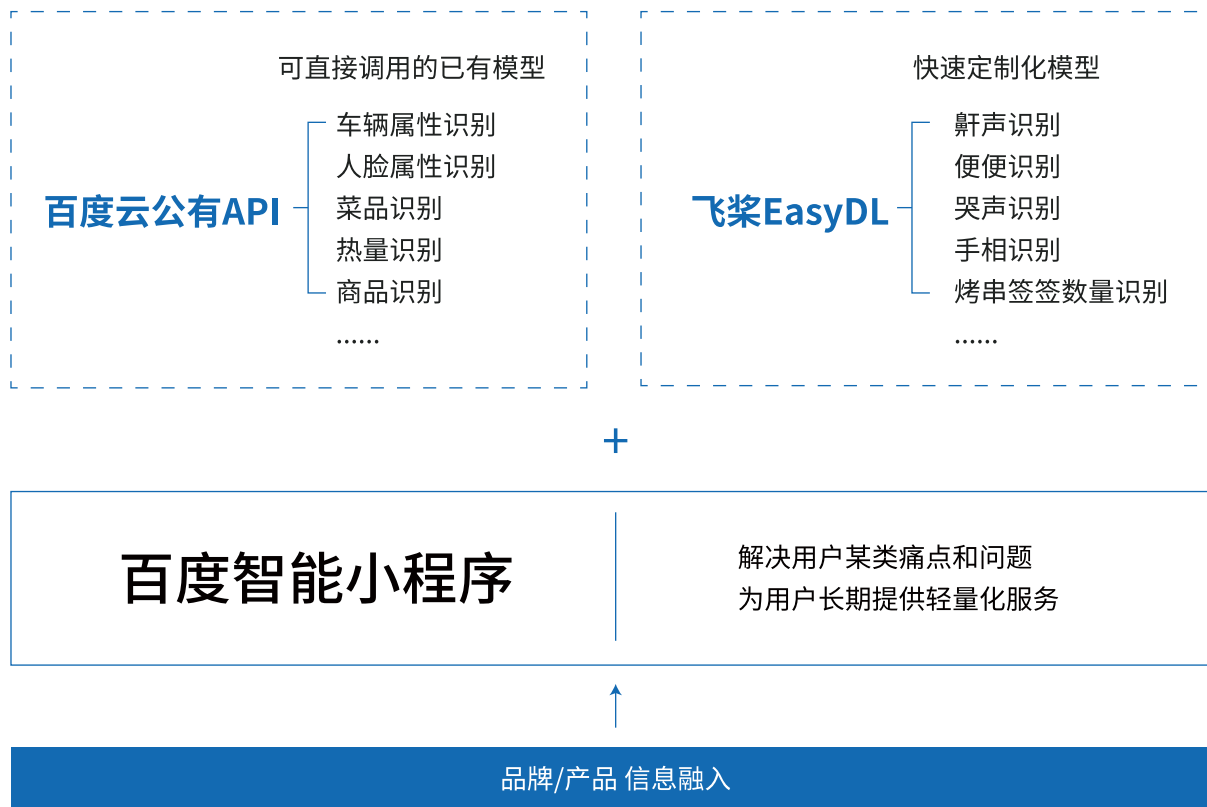 可直接调用的已有模型
百度云公有API
车辆属性识别
人脸属性识别
菜品识别
热量识别
商品识别
......
快速定制化模型
飞桨EasyDL
鼾声识别
便便识别
哭声识别
手相识别
烤串签签数量识别
......
+
百度智能小程序
解决用户某类痛点和问题
为用户长期提供轻量化服务
品牌/产品 信息融入